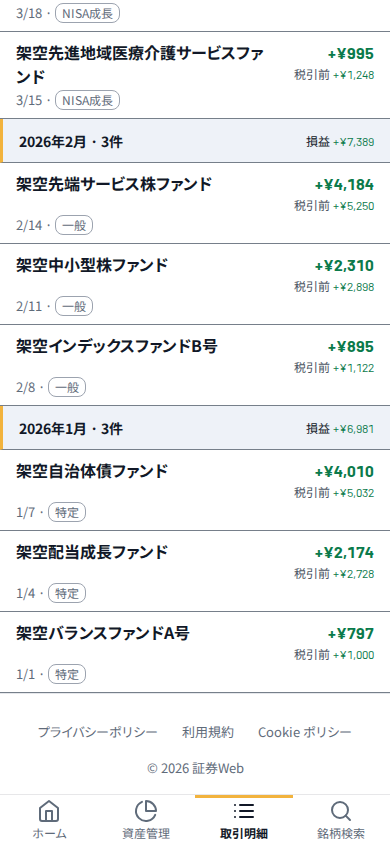 3/18・ NISA成長
架空先進地域医療介護サービスファ +¥995
ンド 税引前 +¥1,248
3/15・ NISA成長
2026年2月・3件 損益 +¥7,389
架空先端サービス株ファンド +¥4,184
税引前 +¥5,250
2/14・ 一般
架空中小型株ファンド +¥2,310
税引前 +¥2,898
2/11・ 一般
架空インデックスファンドB号 +¥895
税引前 +¥1,122
2/8・ 一般
2026年1月・3件 損益 +¥6,981
架空自治体債ファンド +¥4,010
税引前 +¥5,032
1/7・ 特定
架空配当成長ファンド +¥2,174
税引前 +¥2,728
1/4・ 特定
架空バランスファンドA号 +¥797
税引前 +¥1,000
1/1・ 特定
プライバシーポリシー 利用規約 Cookie ポリシー
© 2026 証券Web
ホーム 資産管理 取引明細 銘柄検索